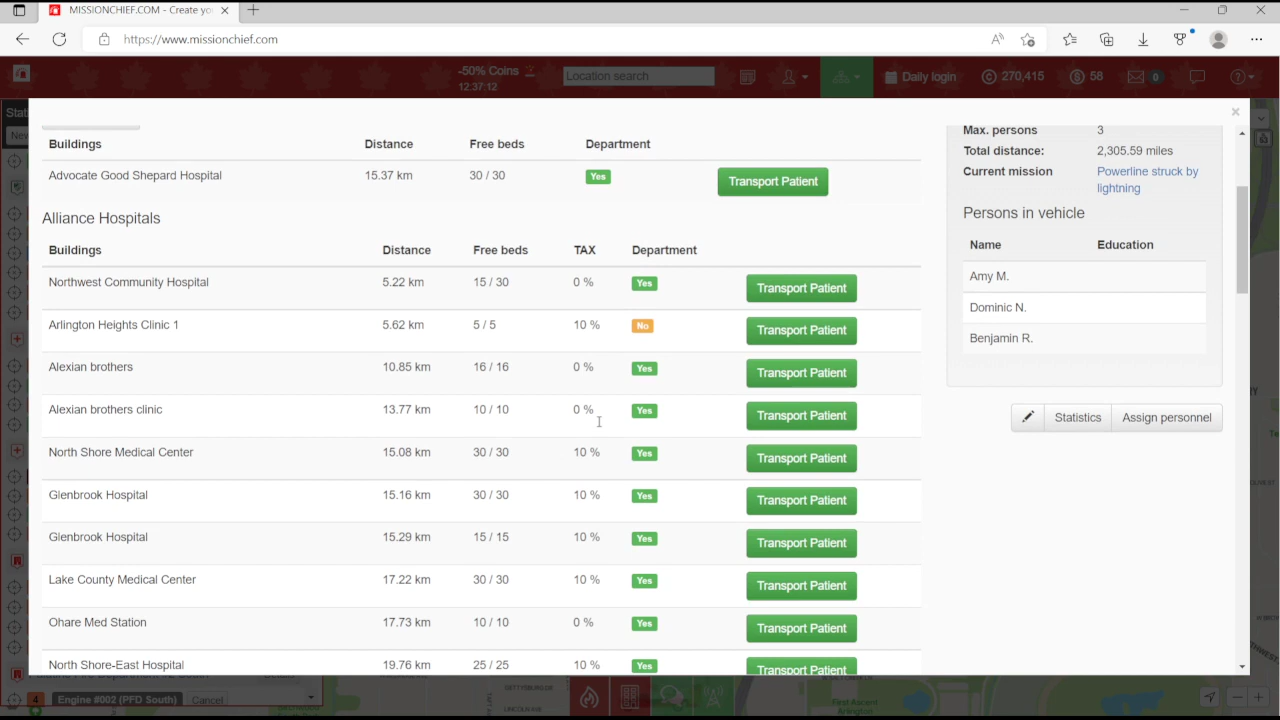 MISSIONCHIEF.COM - Create yo
https://www.missionchief.com
-50% Coins
12:37:12
Location search
Daily login
270,415
58
0
Buildings Distance Free beds Department
Advocate Good Shepard Hospital 15.37 km 30 / 30 Yes Transport Patient
Alliance Hospitals
Buildings Distance Free beds TAX Department
Northwest Community Hospital 5.22 km 15 / 30 0 % Yes Transport Patient
Arlington Heights Clinic 1 5.62 km 5 / 5 10 % No Transport Patient
Alexian brothers 10.85 km 16 / 16 0 % Yes Transport Patient
Alexian brothers clinic 13.77 km 10 / 10 0 % Yes Transport Patient
North Shore Medical Center 15.08 km 30 / 30 10 % Yes Transport Patient
Glenbrook Hospital 15.16 km 30 / 30 10 % Yes Transport Patient
Glenbrook Hospital 15.29 km 15 / 15 10 % Yes Transport Patient
Lake County Medical Center 17.22 km 30 / 30 10 % Yes Transport Patient
Ohare Med Station 17.73 km 10 / 10 0 % Yes Transport Patient
North Shore-East Hospital 19.76 km 25 / 25 10 % Yes Transport Patient
Max. persons 3
Total distance: 2,305.59 miles
Current mission Powerline struck by
lightning
Persons in vehicle
Name Education
Amy M.
Dominic N.
Benjamin R.
Statistics Assign personnel
4 Engine #002 (PFD South) Cancel
GETTYSBURG
LINCOLN
First Ascent
Arlington